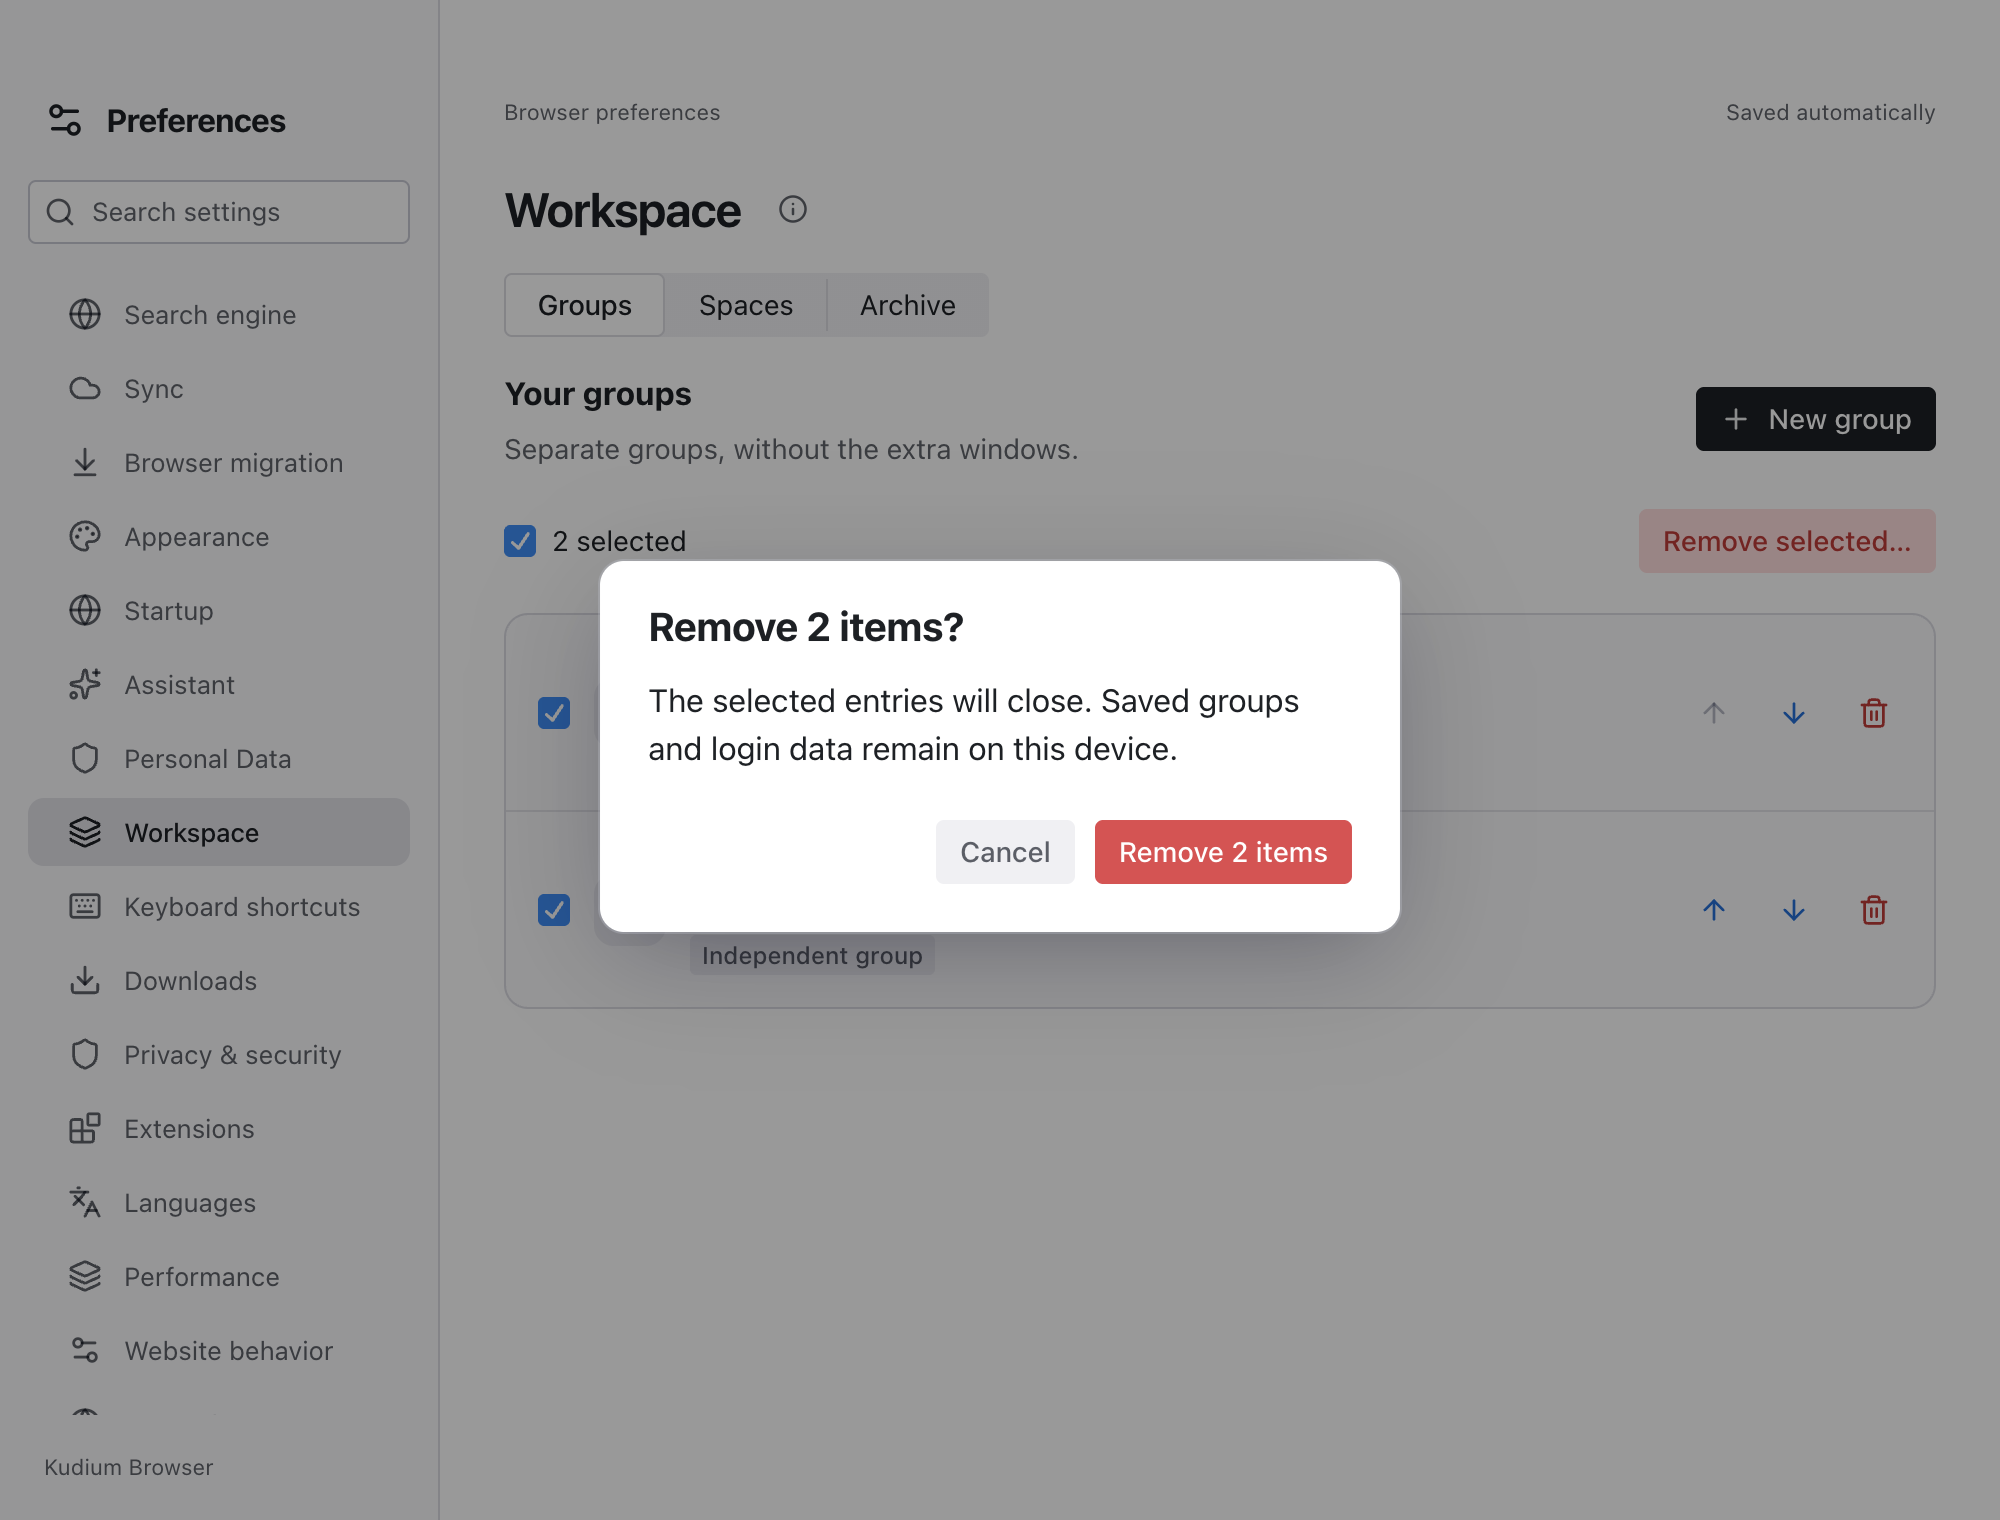 Preferences
Search settings
Search engine
Sync
Browser migration
Appearance
Startup
Assistant
Personal Data
Workspace
Keyboard shortcuts
Downloads
Privacy & security
Extensions
Languages
Performance
Website behavior
Kudium Browser
Browser preferences
Saved automatically
Workspace
Groups Spaces Archive
Your groups
Separate groups, without the extra windows.
New group
2 selected
Remove selected...
Remove 2 items?
The selected entries will close. Saved groups
and login data remain on this device.
Cancel
Remove 2 items
Independent group